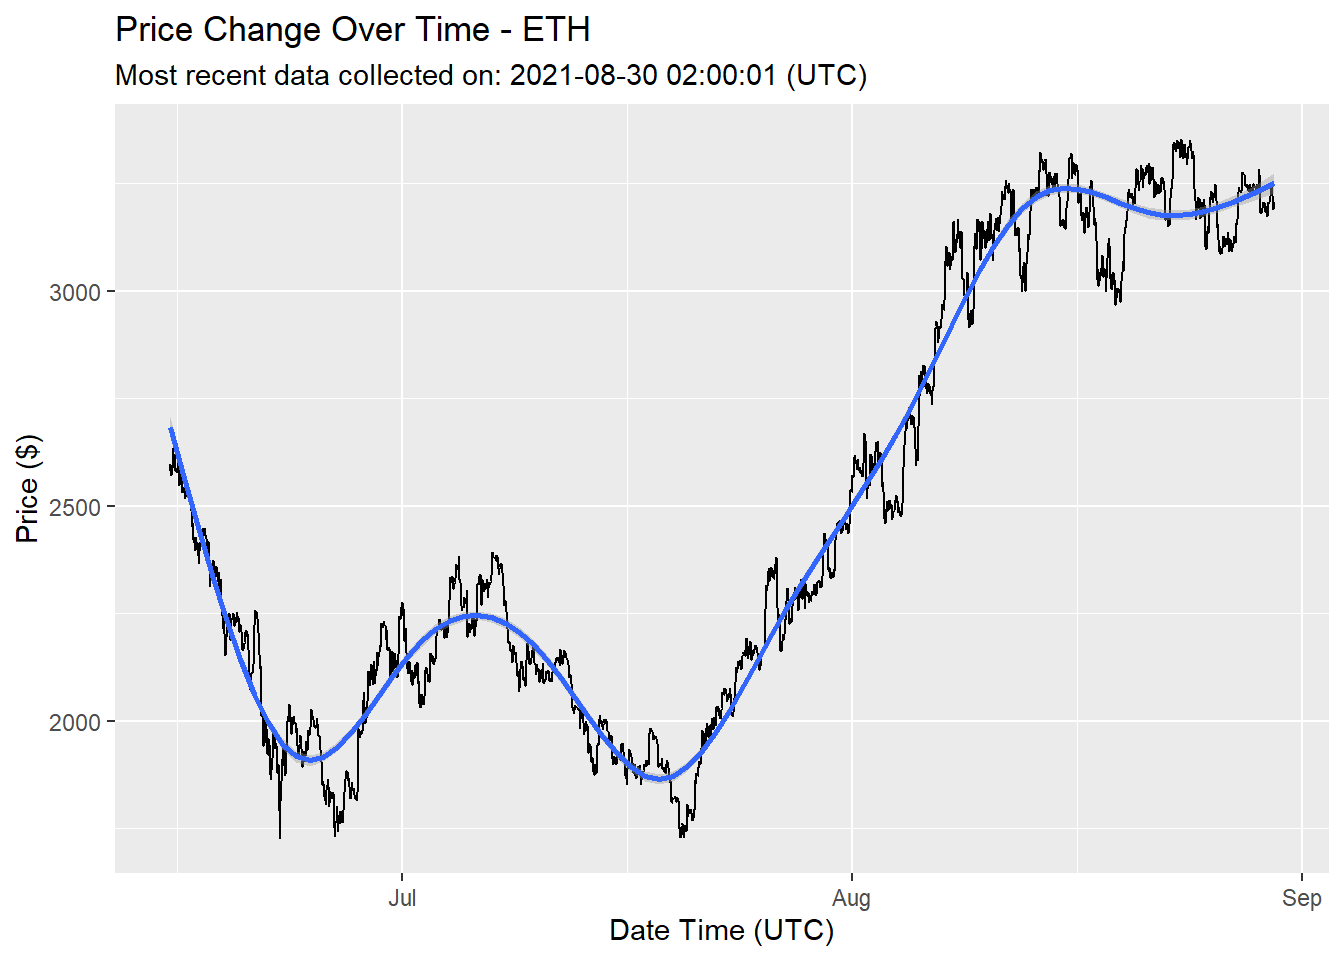 Price Change Over Time - ETH
Most recent data collected on: 2021-08-30 02:00:01 (UTC)
Price ($)
3000
2500
2000
Jul
Aug
Sep
Date Time (UTC)